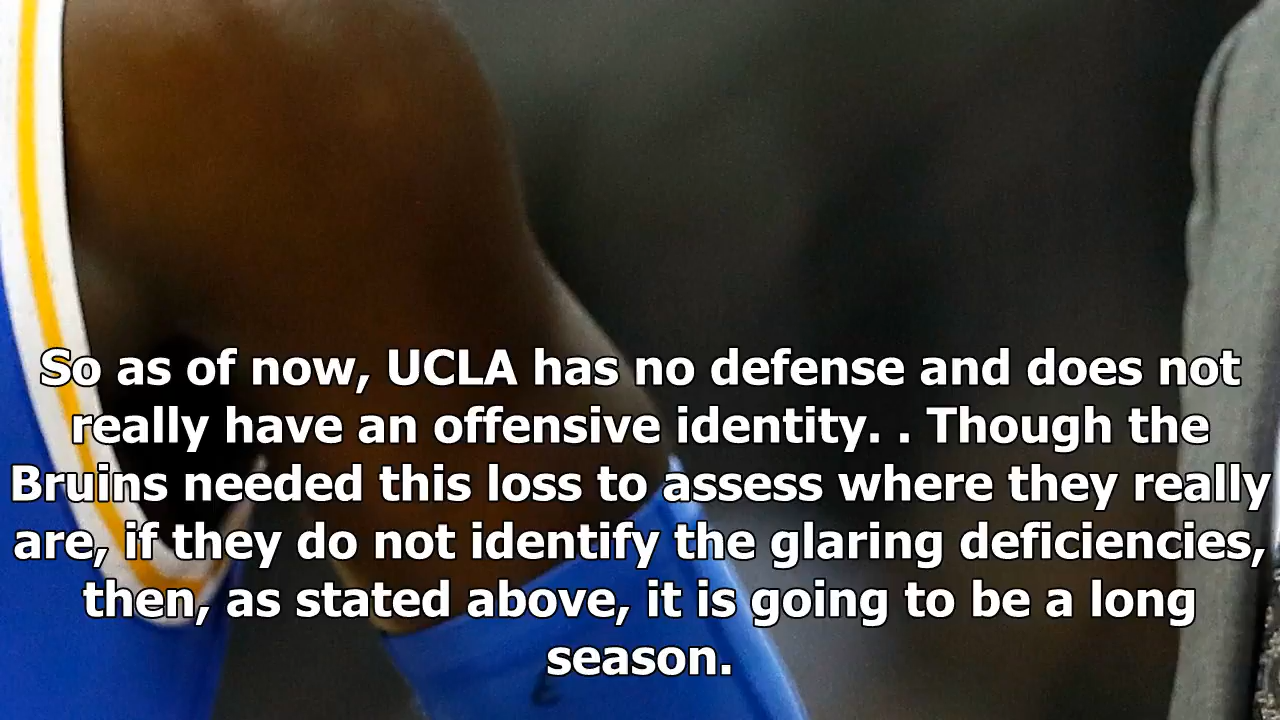 So as of now, UCLA has no defense and does not
really have an offensive identity. . Though the
Bruins needed this loss to assess where they really
are, if they do not identify the glaring deficiencies,
then, as stated above, it is going to be a long
season.